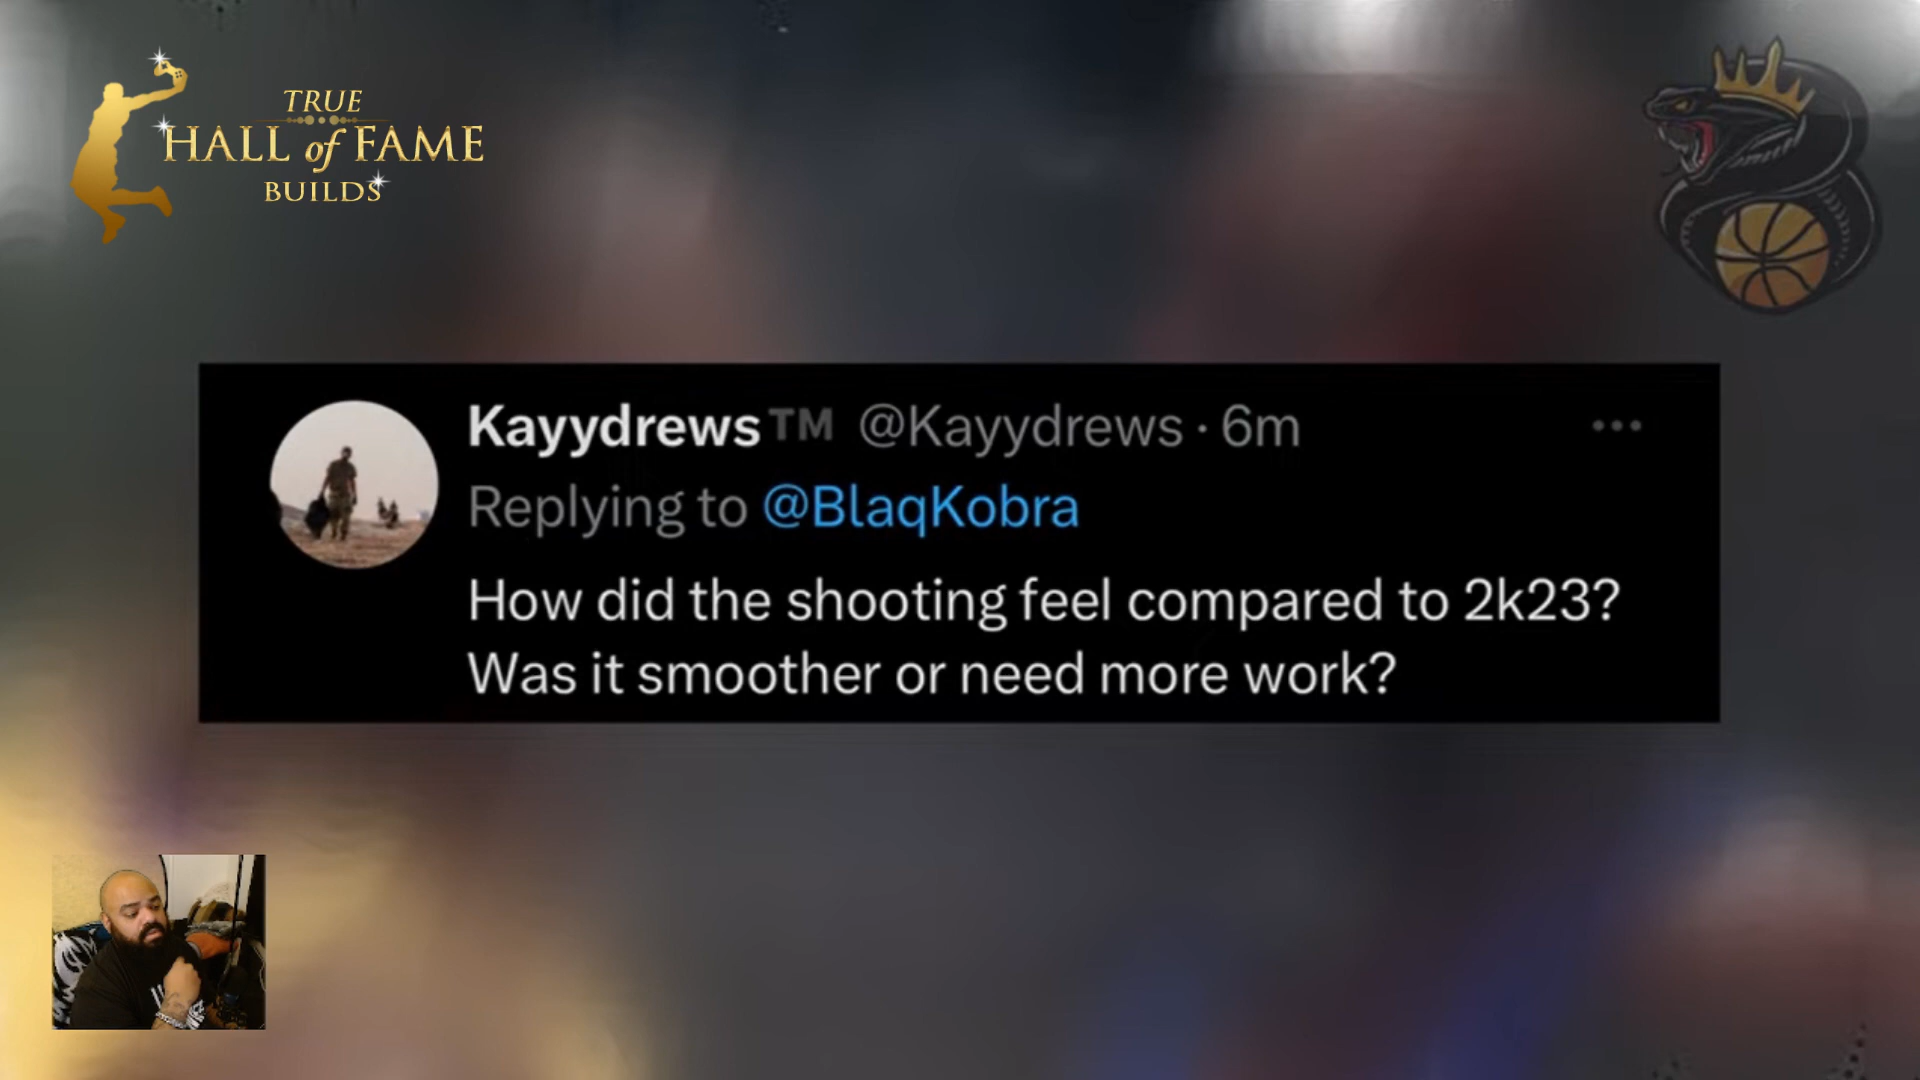 TRUE
HALL of FAME
BUILDS
Kayydrews™ @Kayydrews · 6m
Replying to @BlaqKobra
How did the shooting feel compared to 2k23?
Was it smoother or need more work?